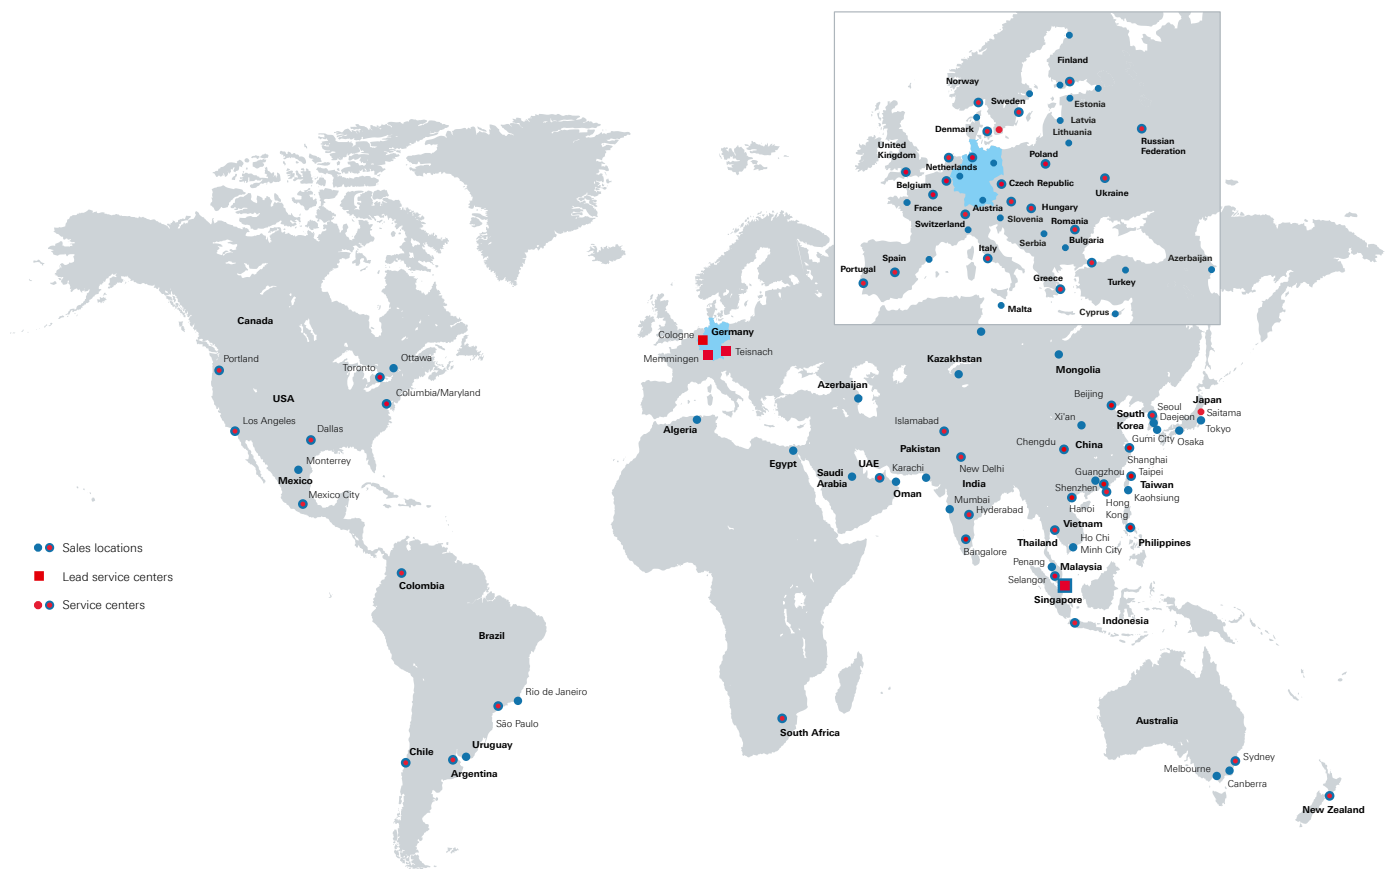 Finland
Norway
Sweden
Estonia
Denmark
Latvia
Lithuania
Russian
Federation
United
Kingdom
Poland
Netherlands
Belgium
Czech Republic
Ukraine
France
Austria
Hungary
Switzerland
Slovenia
Romania
Serbia
Bulgaria
Italy
Spain
Azerbaijan
Portugal
Greece
Turkey
Malta
Cyprus
Canada
Portland
Ottawa
Toronto
USA
Columbia/Maryland
Los Angeles
Dallas
Monterrey
Mexico
Mexico City
Sales locations
Lead service centers
Service centers
Colombia
Brazil
Rio de Janeiro
São Paulo
Uruguay
Chile
Argentina
Cologne
Germany
Memmingen
Teisnach
Algeria
Egypt
Azerbaijan
Kazakhstan
Mongolia
Saudi
Arabia
UAE
Oman
Karachi
Islamabad
Pakistan
New Delhi
India
Mumbai
Hyderabad
Bangalore
Beijing
Xi'an
Chengdu
China
South
Korea
Seoul
Daejeon
Gumi City
Japan
Saitama
Tokyo
Osaka
Shanghai
Guangzhou
Taipei
Shenzhen
Taiwan
Kaohsiung
Hong
Kong
Hanoi
Vietnam
Thailand
Ho Chi
Minh City
Philippines
Penang
Malaysia
Selangor
Singapore
Indonesia
South Africa
Australia
Sydney
Melbourne
Canberra
New Zealand